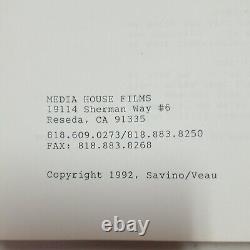 MEDIA HOUSE FILMS
19114 Sherman Way #6
Reseda, CA 91335
818.609.0273/818.883.8250
FAX: 818.883.8268
Copyright 1992, Savino/Veau